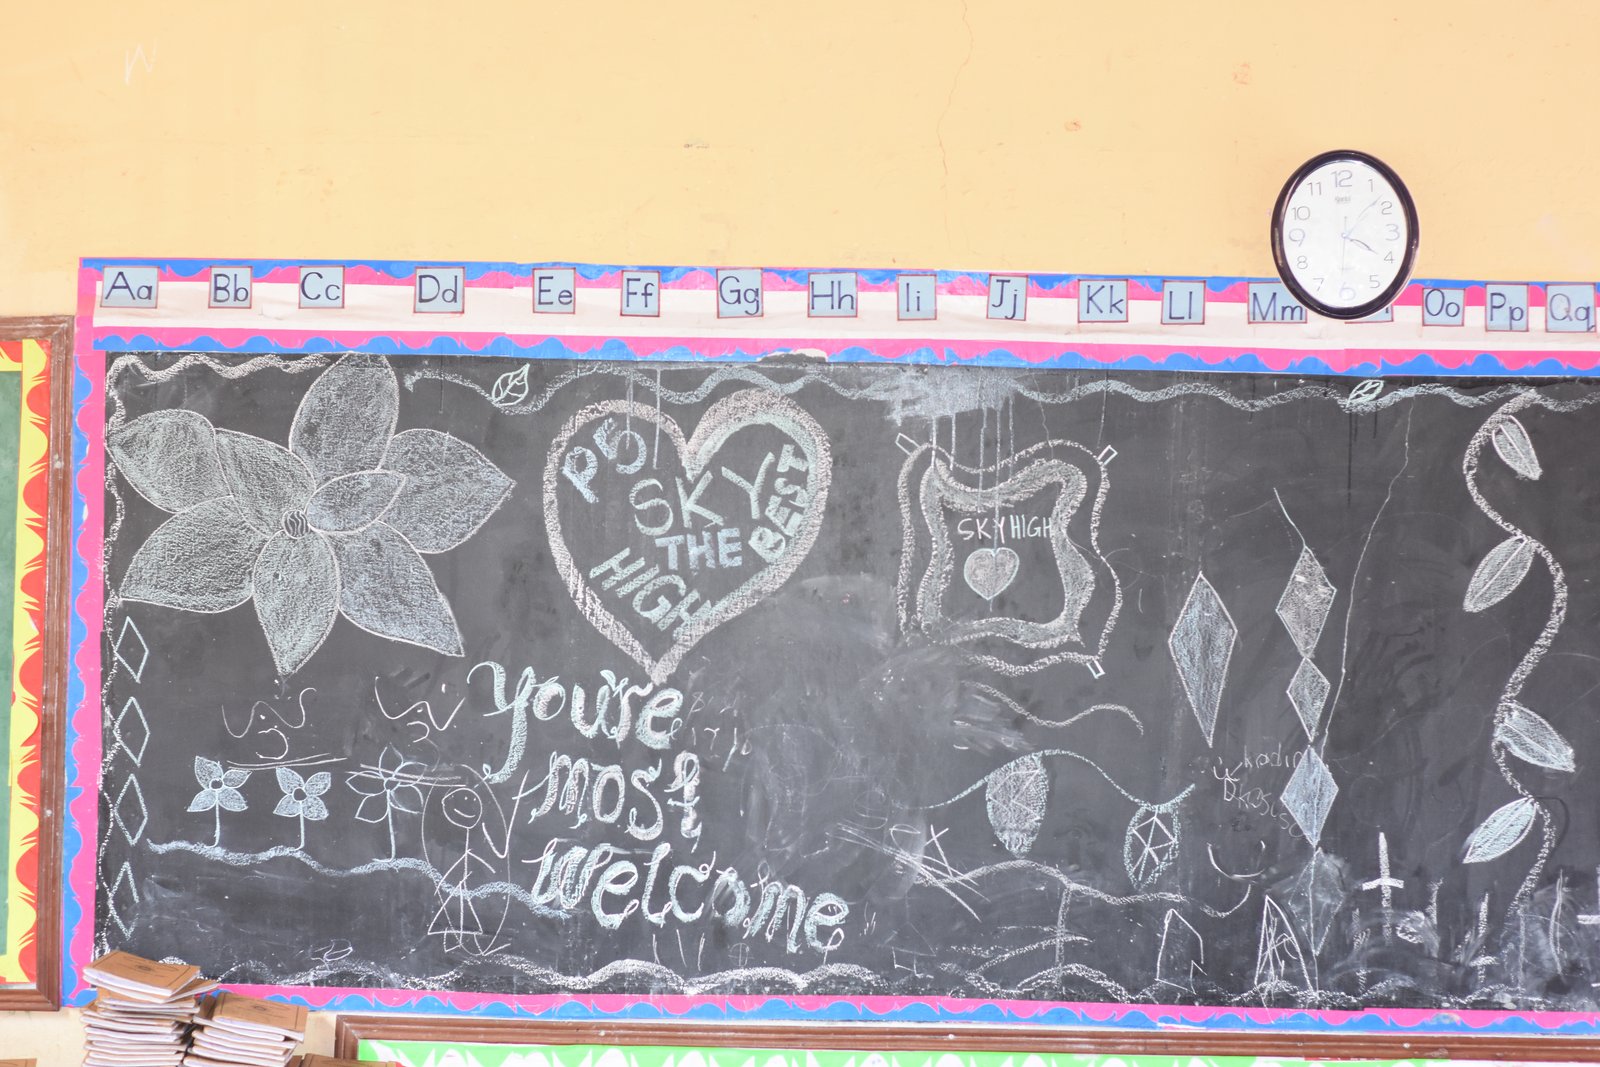 Aa Bb Cc Dd Ee Ff Gg Hh Ii Jj Kk Ll Mm Oo Pp Qq
11 12 1
10 2
9 3
8 4
7 6 5
P5
SKY
THE BEST
HIGH
SKY HIGH
You're
most
welcome